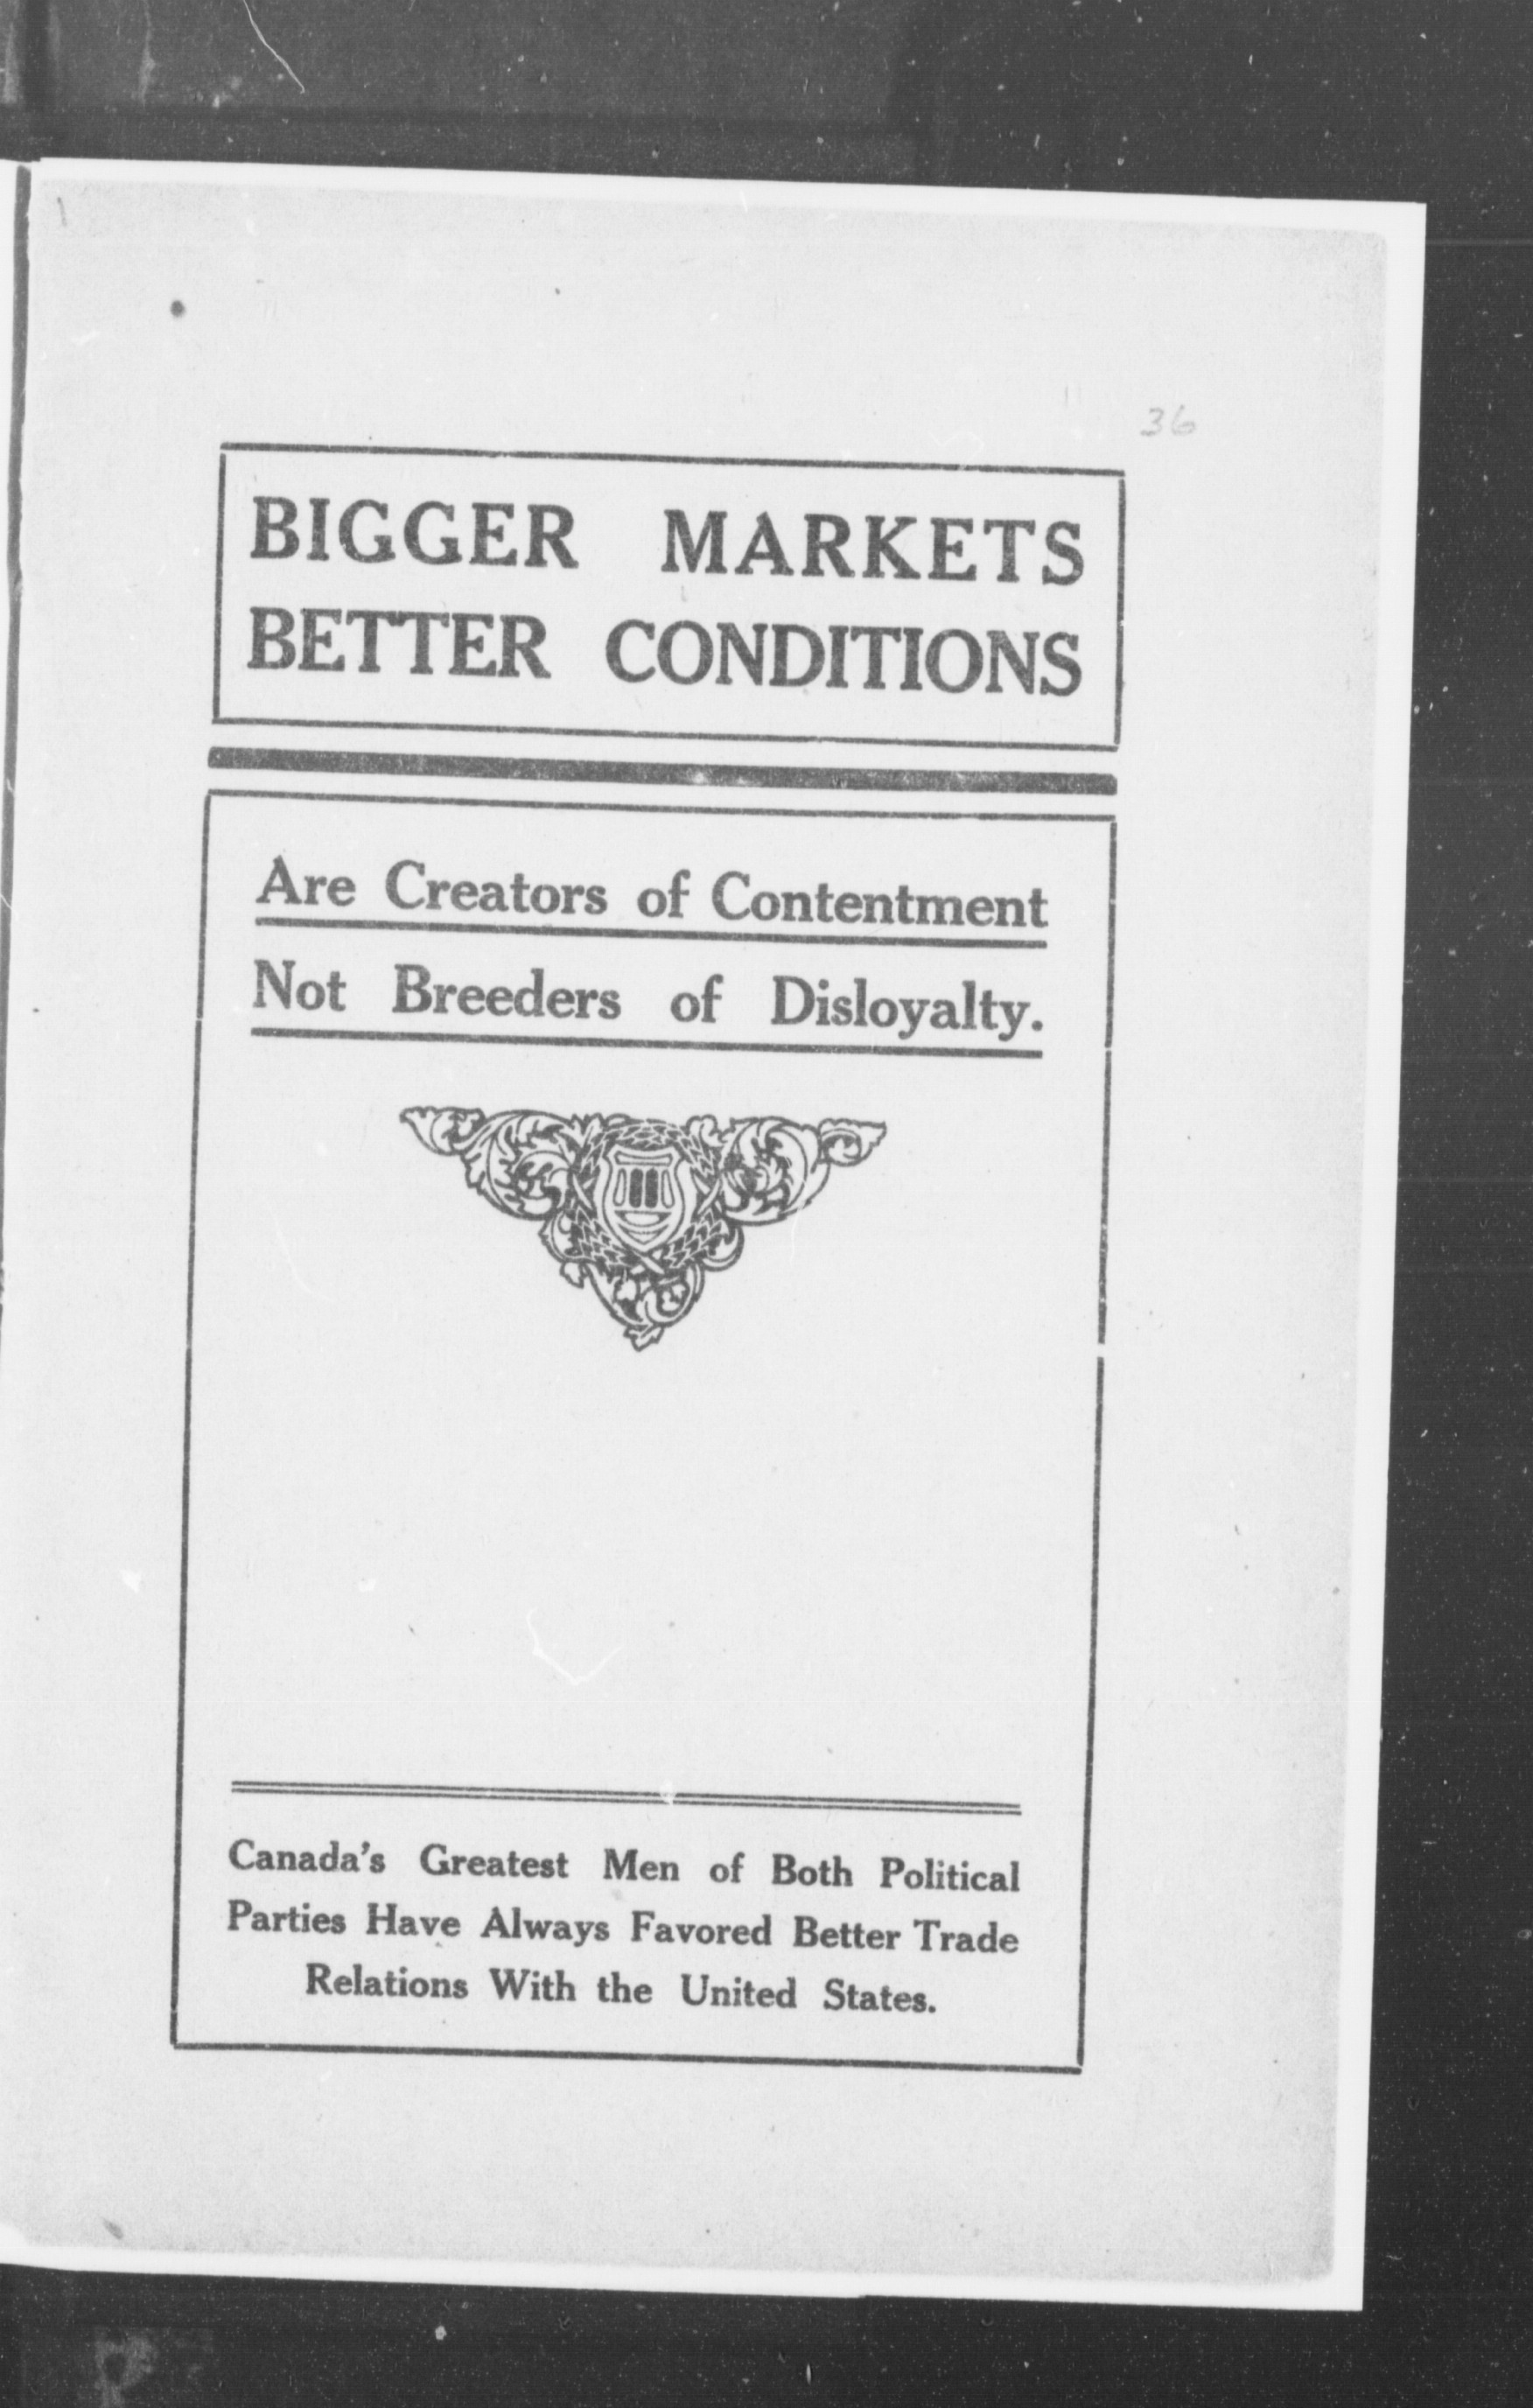 36
BIGGER MARKETS
BETTER CONDITIONS
Are Creators of Contentment
Not Breeders of Disloyalty.
Canada's Greatest Men of Both Political
Parties Have Always Favored Better Trade
Relations With the United States.